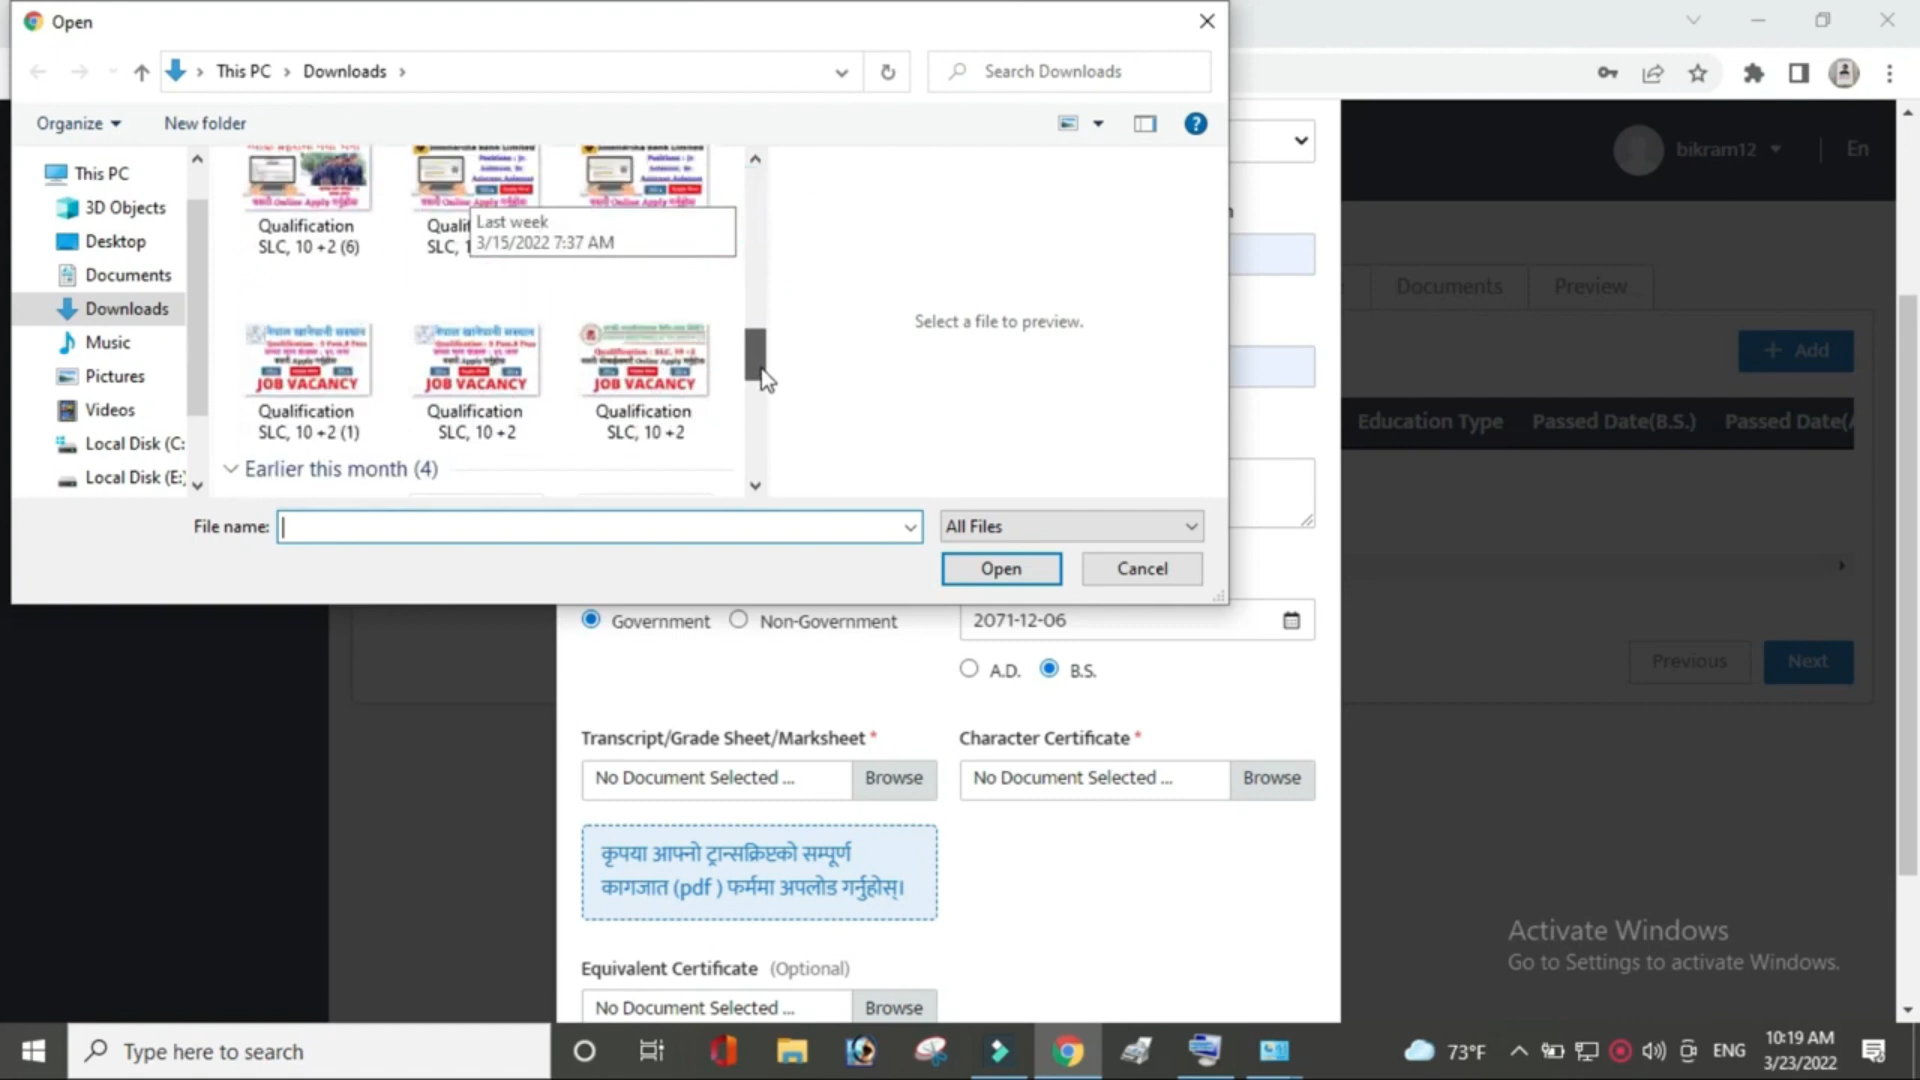 Open
This PC > Downloads >
Search Downloads
Organize
New folder
This PC
3D Objects
Desktop
Documents
Downloads
Music
Pictures
Videos
Local Disk (C:
Local Disk (E:)
Qualification
SLC, 10 +2 (6)
Last week
3/15/2022 7:37 AM
JOB VACANCY
JOB VACANCY
JOB VACANCY
Qualification
SLC, 10 +2 (1)
Qualification
SLC, 10 +2
Qualification
SLC, 10 +2
Earlier this month (4)
Select a file to preview.
File name:
All Files
Open
Cancel
bikram12
En
Documents
Preview
+ Add
Education Type
Passed Date(B.S.)
Passed Date(
Previous
Next
Government
Non-Government
2071-12-06
A.D.
B.S.
Transcript/Grade Sheet/Marksheet *
Character Certificate *
No Document Selected ...
Browse
No Document Selected ...
Browse
कृपया आफ्नो ट्रान्सक्रिप्टको सम्पूर्ण
कागजात (pdf ) फर्ममा अपलोड गर्नुहोस्।
Equivalent Certificate (Optional)
No Document Selected ...
Browse
Activate Windows
Go to Settings to activate Windows.
Type here to search
73°F
ENG
10:19 AM
3/23/2022